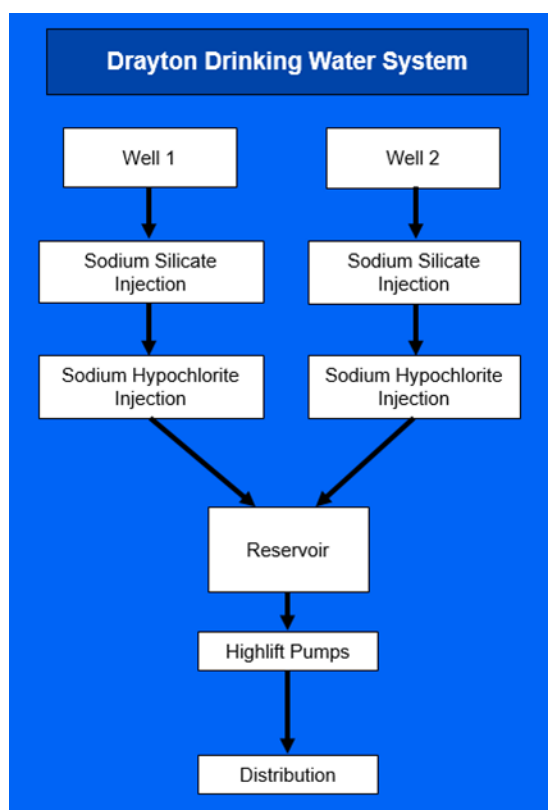 Drayton Drinking Water System
Well 1
Well 2
Sodium Silicate
Injection
Sodium Silicate
Injection
Sodium Hypochlorite
Injection
Sodium Hypochlorite
Injection
Reservoir
Highlift Pumps
Distribution